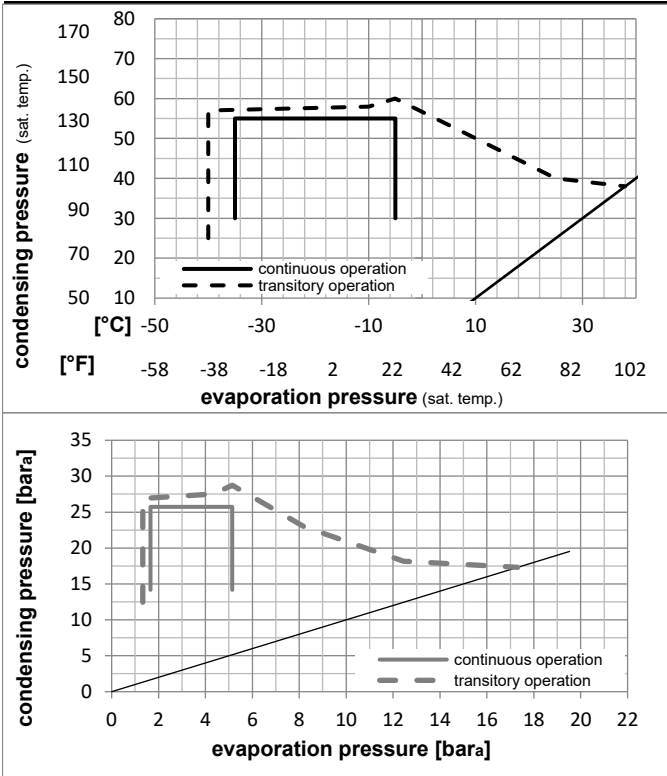 condensing pressure (sat. temp.)
170 80
150 70
130 60
50
110 40
90 30
70 20
50 10
continuous operation
transitory operation
[°C] -50 -30 -10 10 30
[°F] -58 -38 -18 2 22 42 62 82 102
evaporation pressure (sat. temp.)
condensing pressure [bara]
35
30
25
20
15
10
5
0
continuous operation
transitory operation
0 2 4 6 8 10 12 14 16 18 20 22
evaporation pressure [bara]